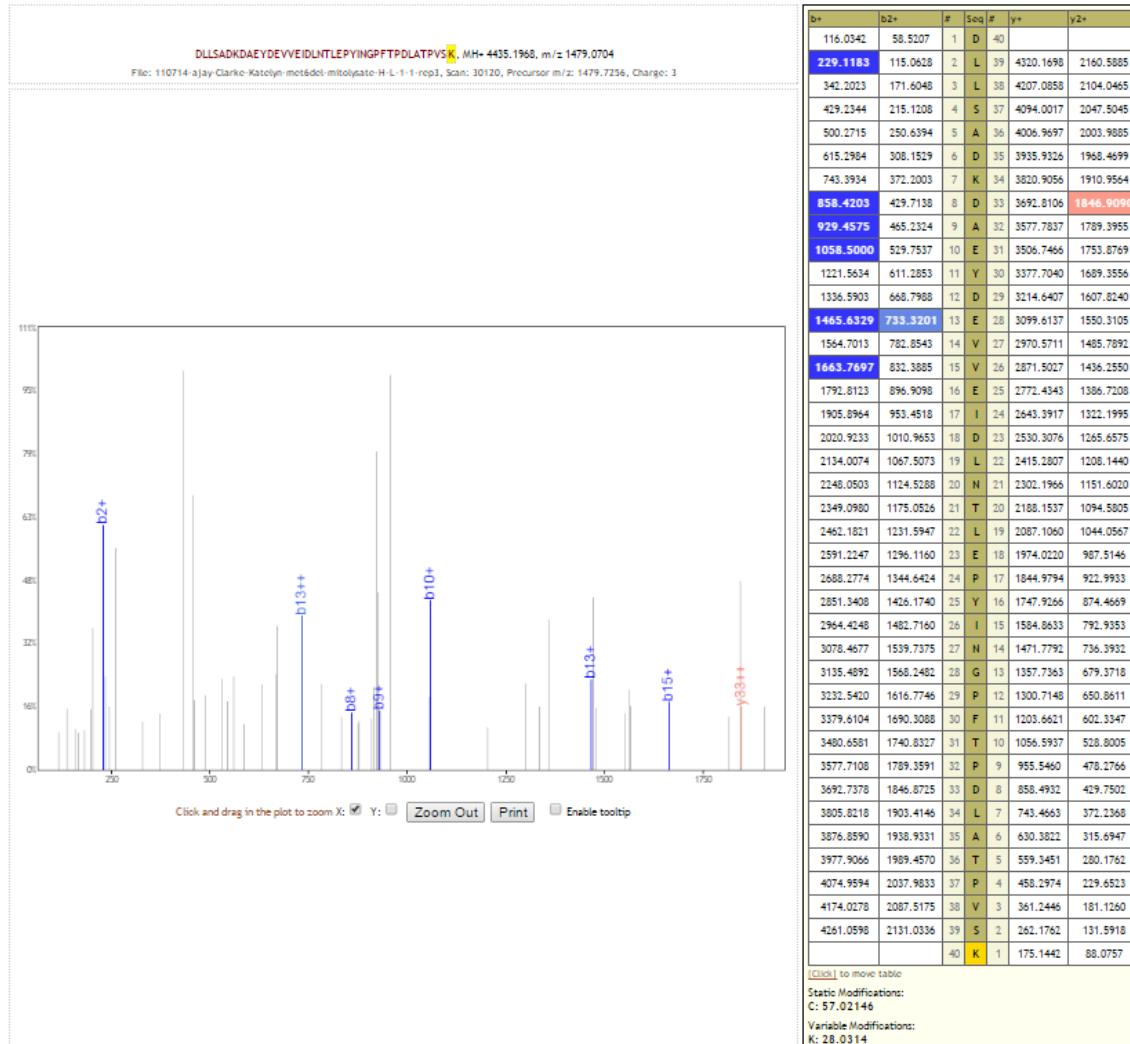 DLLSADKDAEYDEVVEIDLNTLEPYINGPFTPDLATPVSK, MH+ 4435.1968, m/z 1479.0704
File: 110714-ajay-Clarke-Katelyn-met6del-mitolysate-H-L-1-1-rep3, Scan: 30120, Precursor m/z: 1479.7256, Charge: 3
111%
95%
79%
63%
48%
32%
16%
0%
250 500 750 1000 1250 1500 1750
b2+
b13++
b8+
b9+
b10+
b13+
b15+
y33++
Click and drag in the plot to zoom X: Y: Zoom Out Print Enable tooltip
b+ b2+ # Seq # y+ y2+
116.0342 58.5207 1 D 40
229.1183 115.0628 2 L 39 4320.1698 2160.5885
342.2023 171.6048 3 L 38 4207.0858 2104.0465
429.2344 215.1208 4 S 37 4094.0017 2047.5045
500.2715 250.6394 5 A 36 4006.9697 2003.9885
615.2984 308.1529 6 D 35 3935.9326 1968.4699
743.3934 372.2003 7 K 34 3820.9056 1910.9564
858.4203 429.7138 8 D 33 3692.8106 1846.9090
929.4575 465.2324 9 A 32 3577.7837 1789.3955
1058.5000 529.7537 10 E 31 3506.7466 1753.8769
1221.5634 611.2853 11 Y 30 3377.7040 1689.3556
1336.5903 668.7988 12 D 29 3214.6407 1607.8240
1465.6329 733.3201 13 E 28 3099.6137 1550.3105
1564.7013 782.8543 14 V 27 2970.5711 1485.7892
1663.7697 832.3885 15 V 26 2871.5027 1436.2550
1792.8123 896.9098 16 E 25 2772.4343 1386.7208
1905.8964 953.4518 17 I 24 2643.3917 1322.1995
2020.9233 1010.9653 18 D 23 2530.3076 1265.6575
2134.0074 1067.5073 19 L 22 2415.2807 1208.1440
2248.0503 1124.5288 20 N 21 2302.1966 1151.6020
2349.0980 1175.0526 21 T 20 2188.1537 1094.5805
2462.1821 1231.5947 22 L 19 2087.1060 1044.0567
2591.2247 1296.1160 23 E 18 1974.0220 987.5146
2688.2774 1344.6424 24 P 17 1844.9794 922.9933
2851.3408 1426.1740 25 Y 16 1747.9266 874.4669
2964.4248 1482.7160 26 I 15 1584.8633 792.9353
3078.4677 1539.7375 27 N 14 1471.7792 736.3932
3135.4892 1568.2482 28 G 13 1357.7363 679.3718
3232.5420 1616.7746 29 P 12 1300.7148 650.8611
3379.6104 1690.3088 30 F 11 1203.6621 602.3347
3480.6581 1740.8327 31 T 10 1056.5937 528.8005
3577.7108 1789.3591 32 P 9 955.5460 478.2766
3692.7378 1846.8725 33 D 8 858.4932 429.7502
3805.8218 1903.4146 34 L 7 743.4663 372.2368
3876.8590 1938.9331 35 A 6 630.3822 315.6947
3977.9066 1989.4570 36 T 5 559.3451 280.1762
4074.9594 2037.9833 37 P 4 458.2974 229.6523
4174.0278 2087.5175 38 V 3 361.2446 181.1260
4261.0598 2131.0336 39 S 2 262.1762 131.5918
40 K 1 175.1442 88.0757
[Click] to move table
Static Modifications:
C: 57.02146
Variable Modifications:
K: 28.0314